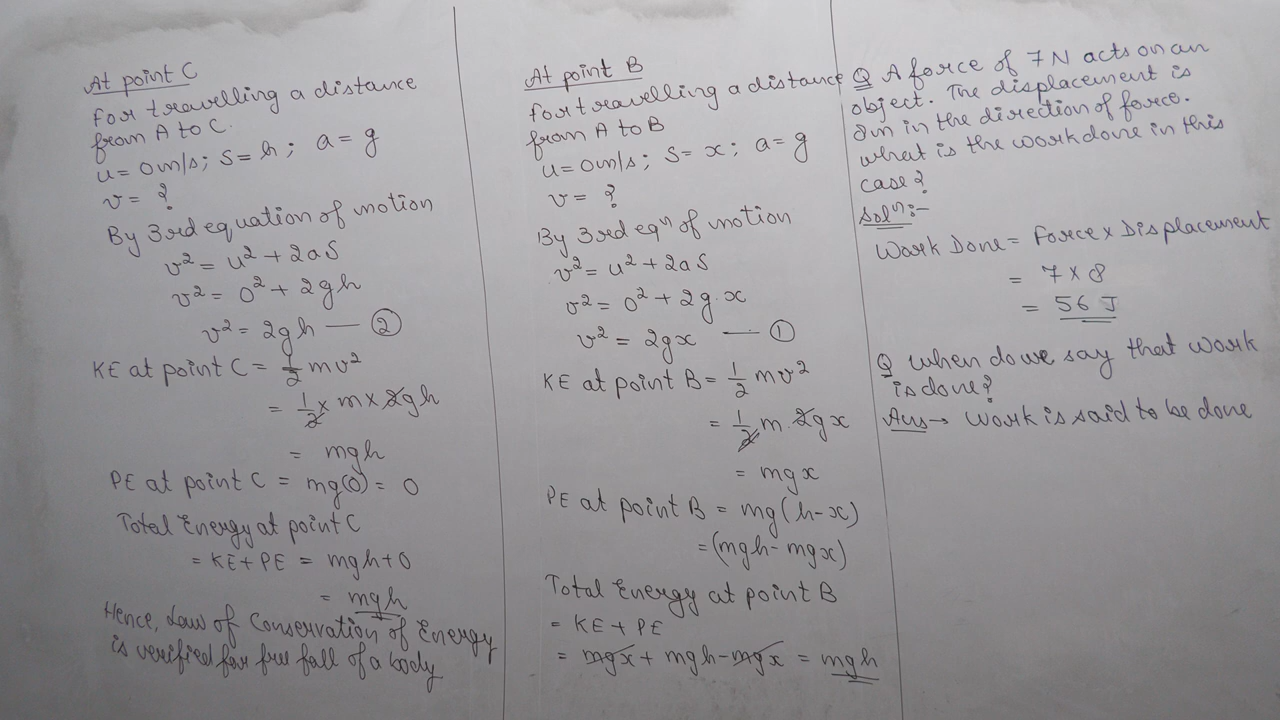 At point C
For travelling a distance
from A to C.
u = 0 m/s; S = h; a = g
v = ?
By 3rd equation of motion
v² = u² + 2aS
v² = 0² + 2gh
v² = 2gh — ②
KE at point C = 1/2 mv²
= 1/2 × m × 2gh
= mgh
PE at point C = mg(0) = 0
Total Energy at point C
= KE + PE = mgh + 0
= mgh
Hence, Law of Conservation of Energy
is verified for free fall of a body
At point B
For travelling a distance
from A to B
u = 0 m/s; S = x; a = g
v = ?
By 3rd eqⁿ of motion
v² = u² + 2aS
v² = 0² + 2g.x
v² = 2gx — ①
KE at point B = 1/2 mv²
= 1/2 m.2gx
= mgx
PE at point B = mg(h-x)
= (mgh - mgx)
Total Energy at point B
= KE + PE
= mgx + mgh - mgx = mgh
Q A force of 7 N acts on an
object. The displacement is
8m in the direction of force.
what is the work done in this
case?
Solⁿ:-
Work Done = Force × Displacement
= 7 × 8
= 56 J
Q when do we say that work
is done?
Ans → Work is said to be done